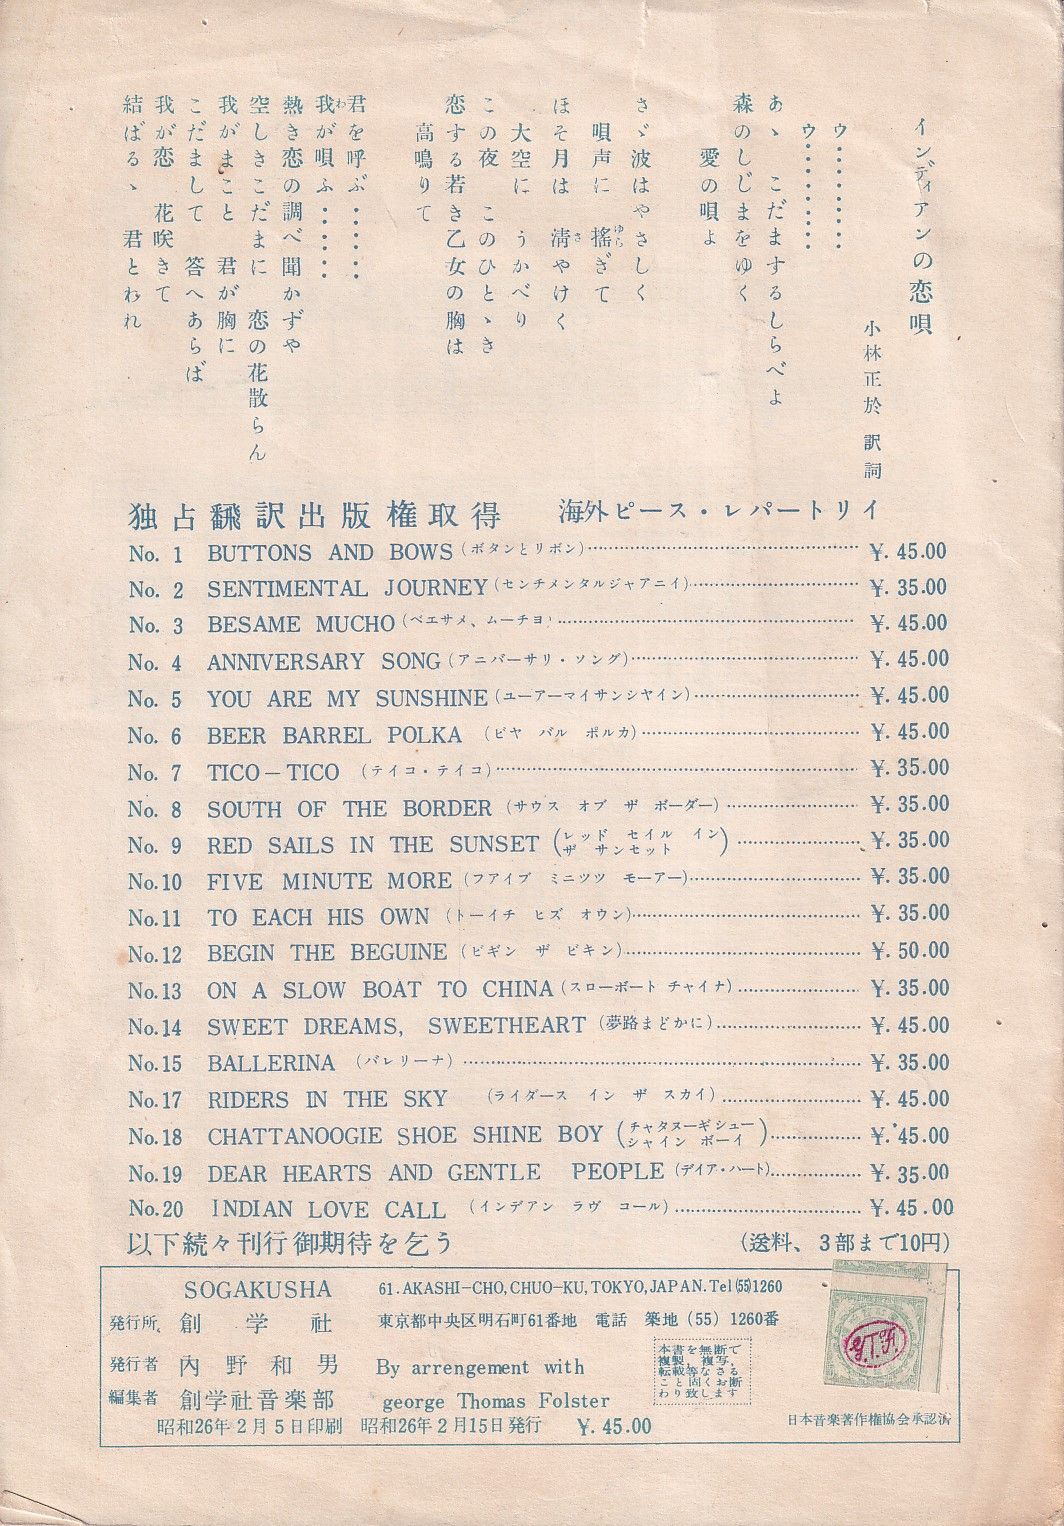 インディアンの恋唄
小林正於 訳詞
ウ・・・・・・・・
ウ・・・・・・・・
あゝ こだまするしらべよ
森のしじまをゆく
愛の唄よ
さゞ波はやさしく
唄声に 搖ぎて
ほそ月は 淸やけく
大空に うかべり
この夜 このひとゝき
恋する若き乙女の胸は
高鳴りて
君を呼ぶ・・・・・・
我が唄ふ・・・・・・
熱き恋の調べ聞かずや
空しきこだまに 恋の花散らん
我がまこと 君が胸に
こだまして 答へあらば
我が恋 花咲きて
結ばるゝ 君とわれ
独占飜訳出版権取得 海外ピース・レパートリイ
No. 1 BUTTONS AND BOWS(ボタンとリボン) ¥. 45.00
No. 2 SENTIMENTAL JOURNEY(センチメンタルジャアニイ) ¥. 35.00
No. 3 BESAME MUCHO(ベエサメ、ムーチヨ) ¥. 45.00
No. 4 ANNIVERSARY SONG(アニバーサリ・ソング) ¥. 45.00
No. 5 YOU ARE MY SUNSHINE(ユーアーマイサンシヤイン) ¥. 45.00
No. 6 BEER BARREL POLKA (ビヤ バル ポルカ) ¥. 45.00
No. 7 TICO-TICO (テイコ・テイコ) ¥. 35.00
No. 8 SOUTH OF THE BORDER (サウス オブ ザ ボーダー) ¥. 35.00
No. 9 RED SAILS IN THE SUNSET (レッド セイル イン ザ サンセット) ¥. 35.00
No.10 FIVE MINUTE MORE (フアイブ ミニツツ モーアー) ¥. 35.00
No.11 TO EACH HIS OWN (トーイチ ヒズ オウン) ¥. 35.00
No.12 BEGIN THE BEGUINE (ビギン ザ ビキン) ¥. 50.00
No.13 ON A SLOW BOAT TO CHINA(スローボート チャイナ) ¥. 35.00
No.14 SWEET DREAMS, SWEETHEART (夢路まどかに) ¥. 45.00
No.15 BALLERINA (バレリーナ) ¥. 35.00
No.17 RIDERS IN THE SKY (ライダース イン ザ スカイ) ¥. 45.00
No.18 CHATTANOOGIE SHOE SHINE BOY (チャタヌーギシュー シャイン ボーイ) ¥. 45.00
No.19 DEAR HEARTS AND GENTLE PEOPLE (デイア・ハート) ¥. 35.00
No.20 INDIAN LOVE CALL (インデアン ラヴ コール) ¥. 45.00
以下続々刊行御期待を乞う (送料、3部まで10円)
SOGAKUSHA 61. AKASHI-CHO, CHUO-KU, TOKYO, JAPAN. Tel (55)1260
発行所 創学社 東京都中央区明石町61番地 電話 築地 (55) 1260番
発行者 内野和男 By arrengement with
編集者 創学社音楽部 george Thomas Folster
昭和26年2月5日印刷 昭和26年2月15日発行 ¥. 45.00
本書を無断で
複製、複写、
転載等なさる
こと固くお断
わり致します
G.T.F.
日本音楽著作権協会承認済